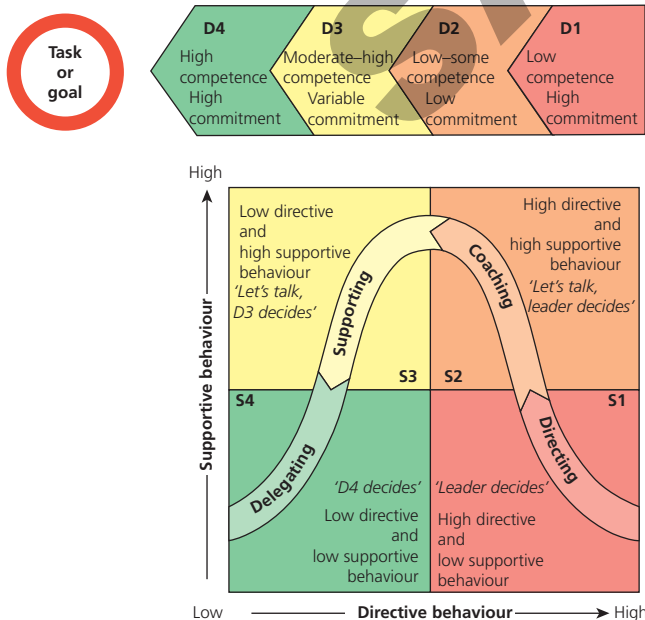 Task
or
goal
D4
High
competence
High
commitment
D3
Moderate–high
competence
Variable
commitment
D2
Low–some
competence
Low
commitment
D1
Low
competence
High
commitment
High
Supportive behaviour
Low directive
and
high supportive
behaviour
'Let's talk,
D3 decides'
Supporting
S3
High directive
and
high supportive
behaviour
'Let's talk,
leader decides'
Coaching
S2
S4
Delegating
'D4 decides'
Low directive
and
low supportive
behaviour
S1
Directing
'Leader decides'
High directive
and
low supportive
behaviour
Low
Directive behaviour
High